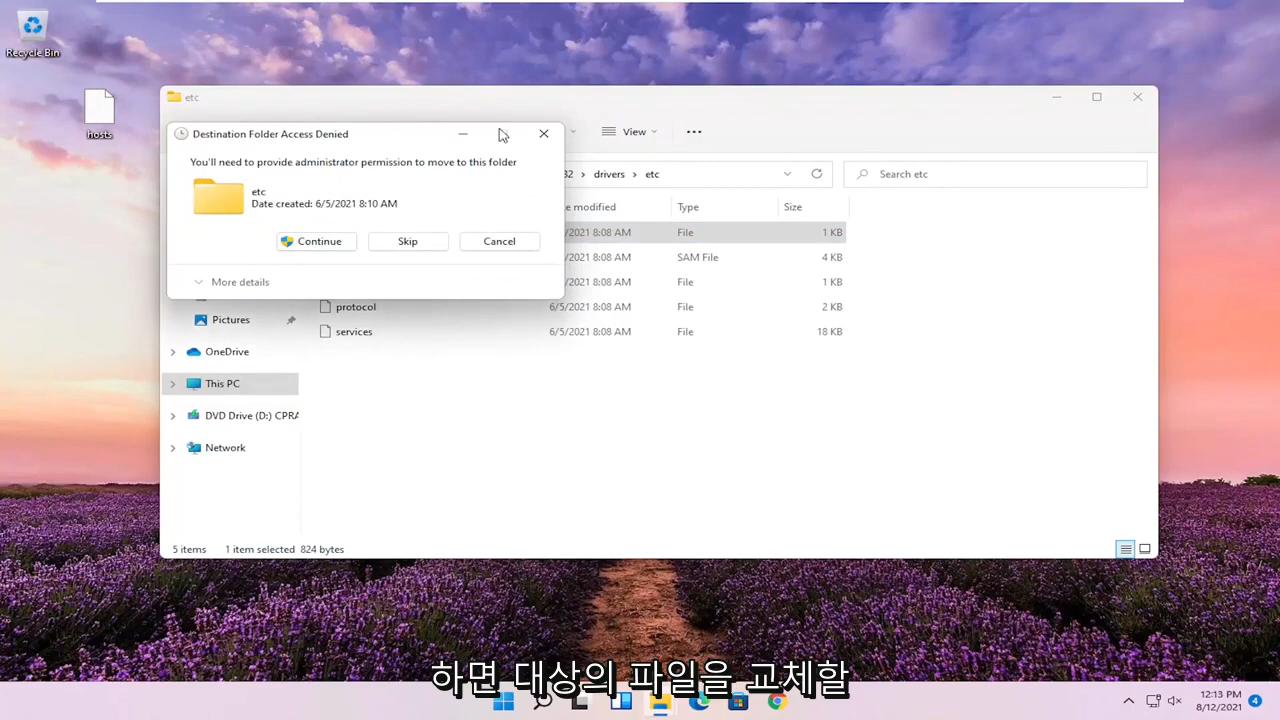 Recycle Bin
hosts
etc
Destination Folder Access Denied
View
You'll need to provide administrator permission to move to this folder
32 > drivers > etc
Search etc
etc
Date created: 6/5/2021 8:10 AM
e modified
Type
Size
Continue
Skip
Cancel
/2021 8:08 AM File 1 KB
/2021 8:08 AM SAM File 4 KB
More details
/2021 8:08 AM File 1 KB
protocol 6/5/2021 8:08 AM File 2 KB
Pictures
services 6/5/2021 8:08 AM File 18 KB
OneDrive
This PC
DVD Drive (D:) CPRA
Network
5 items 1 item selected 824 bytes
하면 대상의 파일을 교체할
12:13 PM
8/12/2021
4